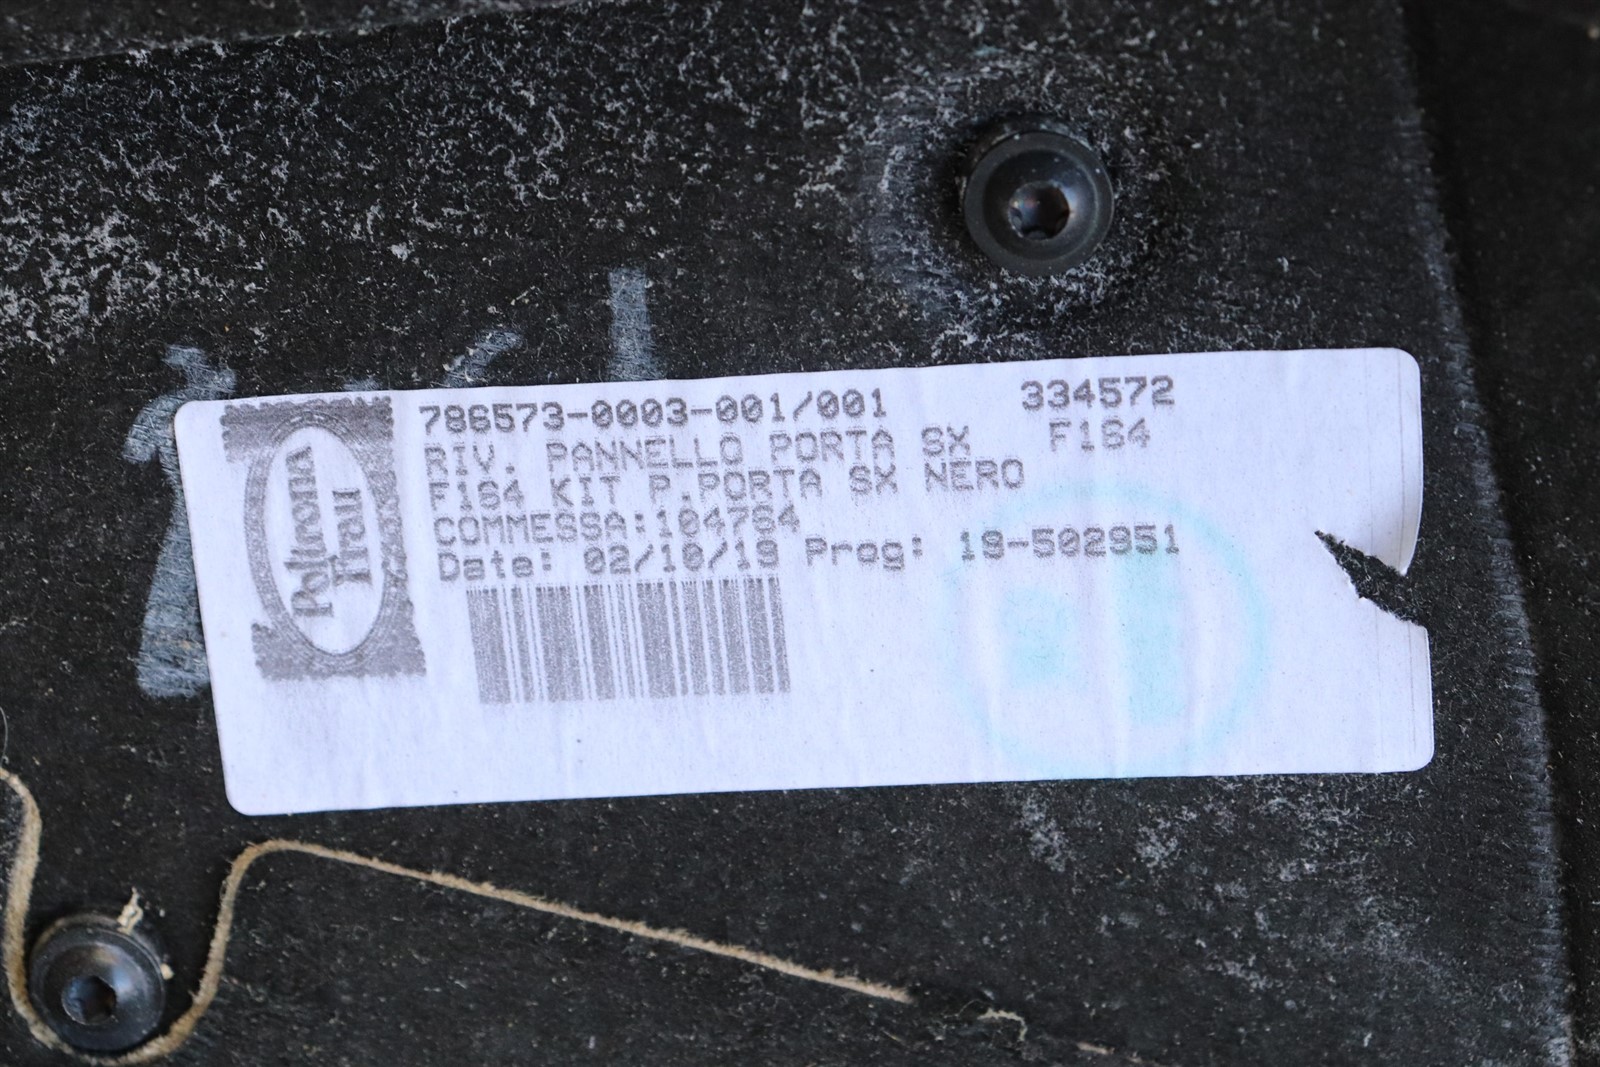 Poltrona
Frau
786573-0003-001/001 334572
RIV. PANNELLO PORTA SX F164
F164 KIT P.PORTA SX NERO
COMMESSA:104764
Date: 02/10/19 Prog: 19-502951